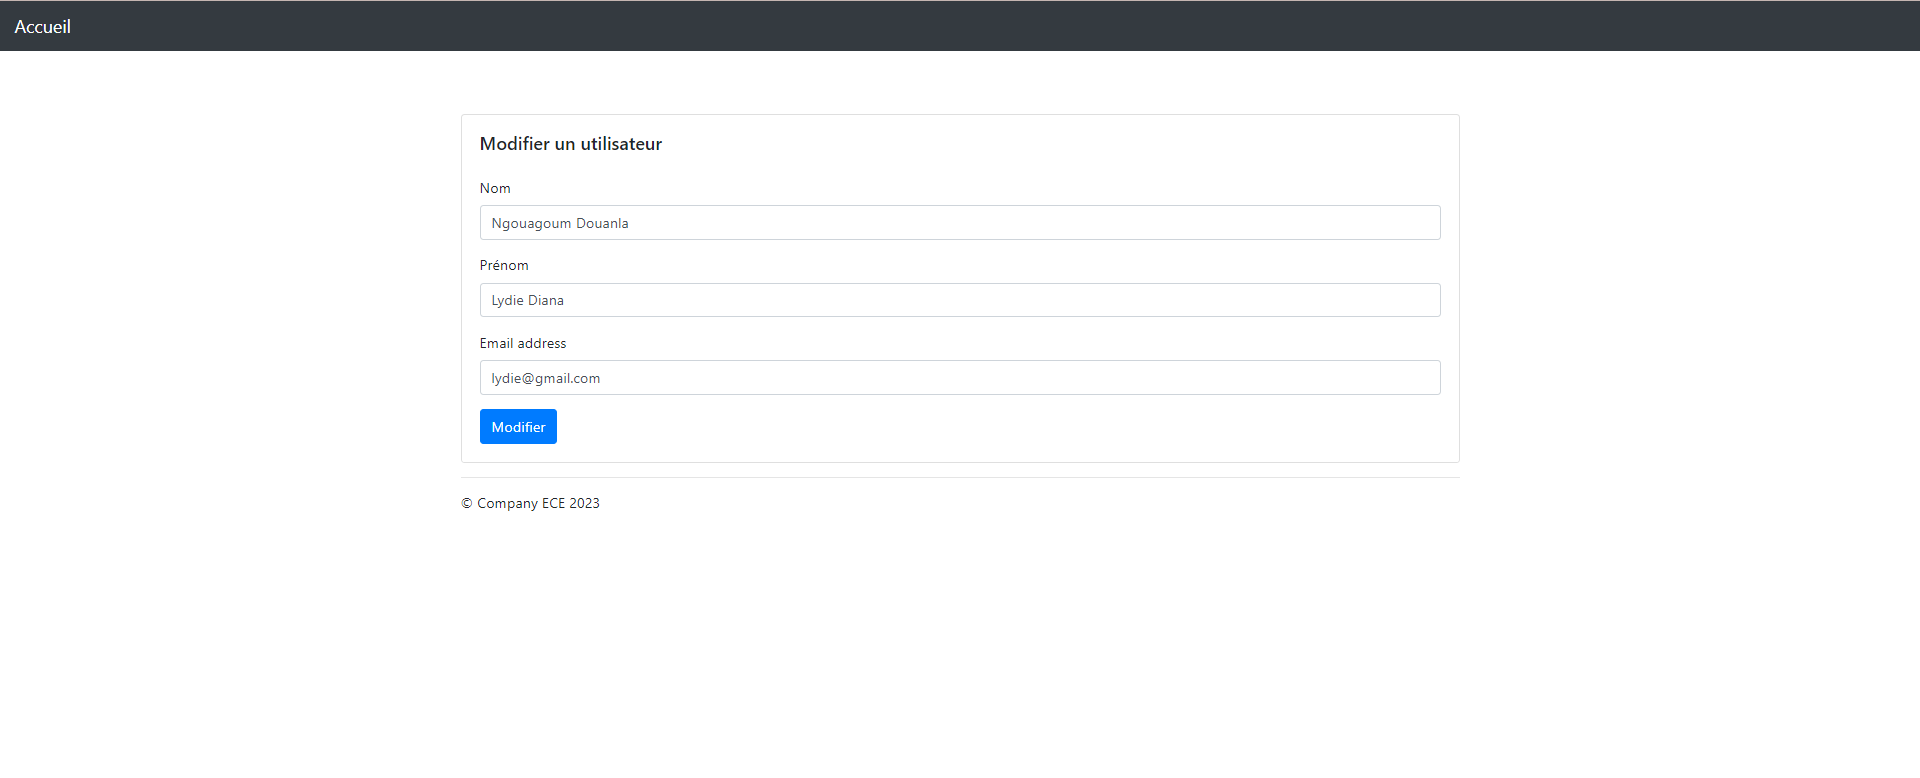 Accueil
Modifier un utilisateur
Nom
Ngouagoum Douanla
Prénom
Lydie Diana
Email address
lydie@gmail.com
Modifier
© Company ECE 2023